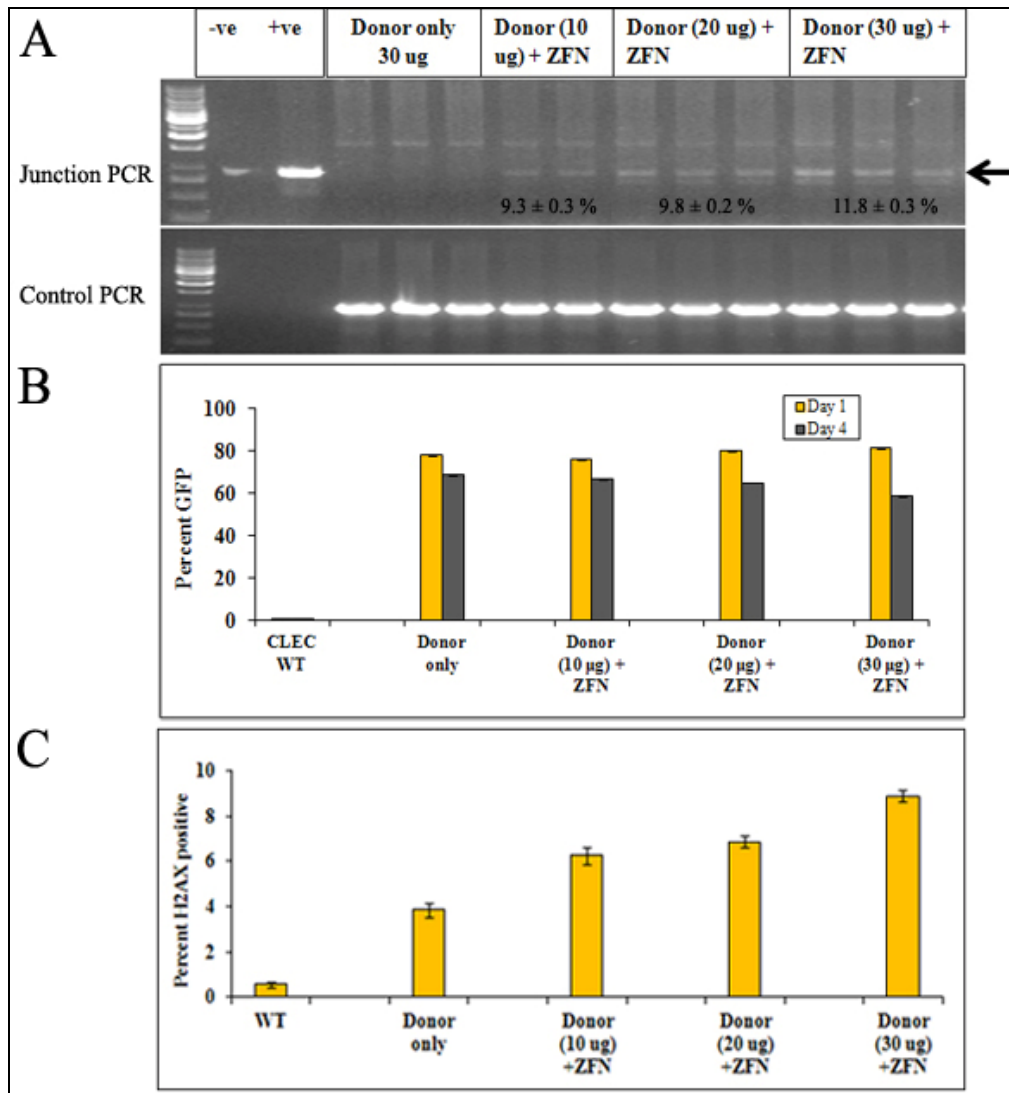 A
-ve +ve
Donor only
30 ug
Donor (10
ug) + ZFN
Donor (20 ug) +
ZFN
Donor (30 ug) +
ZFN
Junction PCR
9.3 ± 0.3 %
9.8 ± 0.2 %
11.8 ± 0.3 %
Control PCR
B
Percent GFP
100
80
60
40
20
0
Day 1
Day 4
CLEC
WT
Donor
only
Donor
(10 µg) +
ZFN
Donor
(20 µg) +
ZFN
Donor
(30 µg) +
ZFN
C
Percent H2AX positive
10
8
6
4
2
0
WT
Donor
only
Donor
(10 ug)
+ZFN
Donor
(20 ug)
+ZFN
Donor
(30 ug)
+ZFN